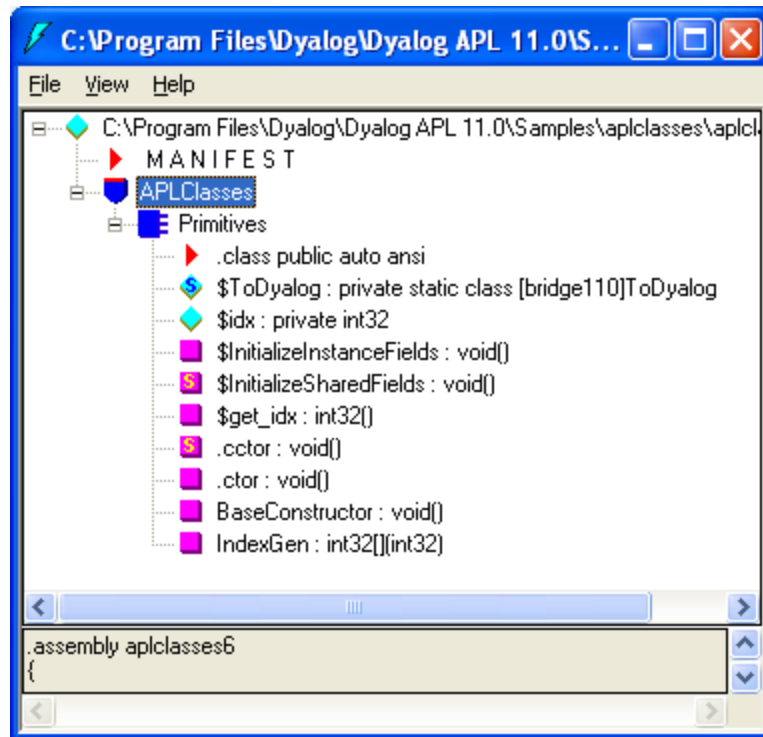 C:\Program Files\Dyalog\Dyalog APL 11.0\S...
File View Help
C:\Program Files\Dyalog\Dyalog APL 11.0\Samples\aplclasses\aplcl
M A N I F E S T
APLClasses
Primitives
.class public auto ansi
$ToDyalog : private static class [bridge110]ToDyalog
$idx : private int32
$InitializeInstanceFields : void()
$InitializeSharedFields : void()
$get_idx : int32()
.cctor : void()
.ctor : void()
BaseConstructor : void()
IndexGen : int32[](int32)
.assembly aplclasses6
{